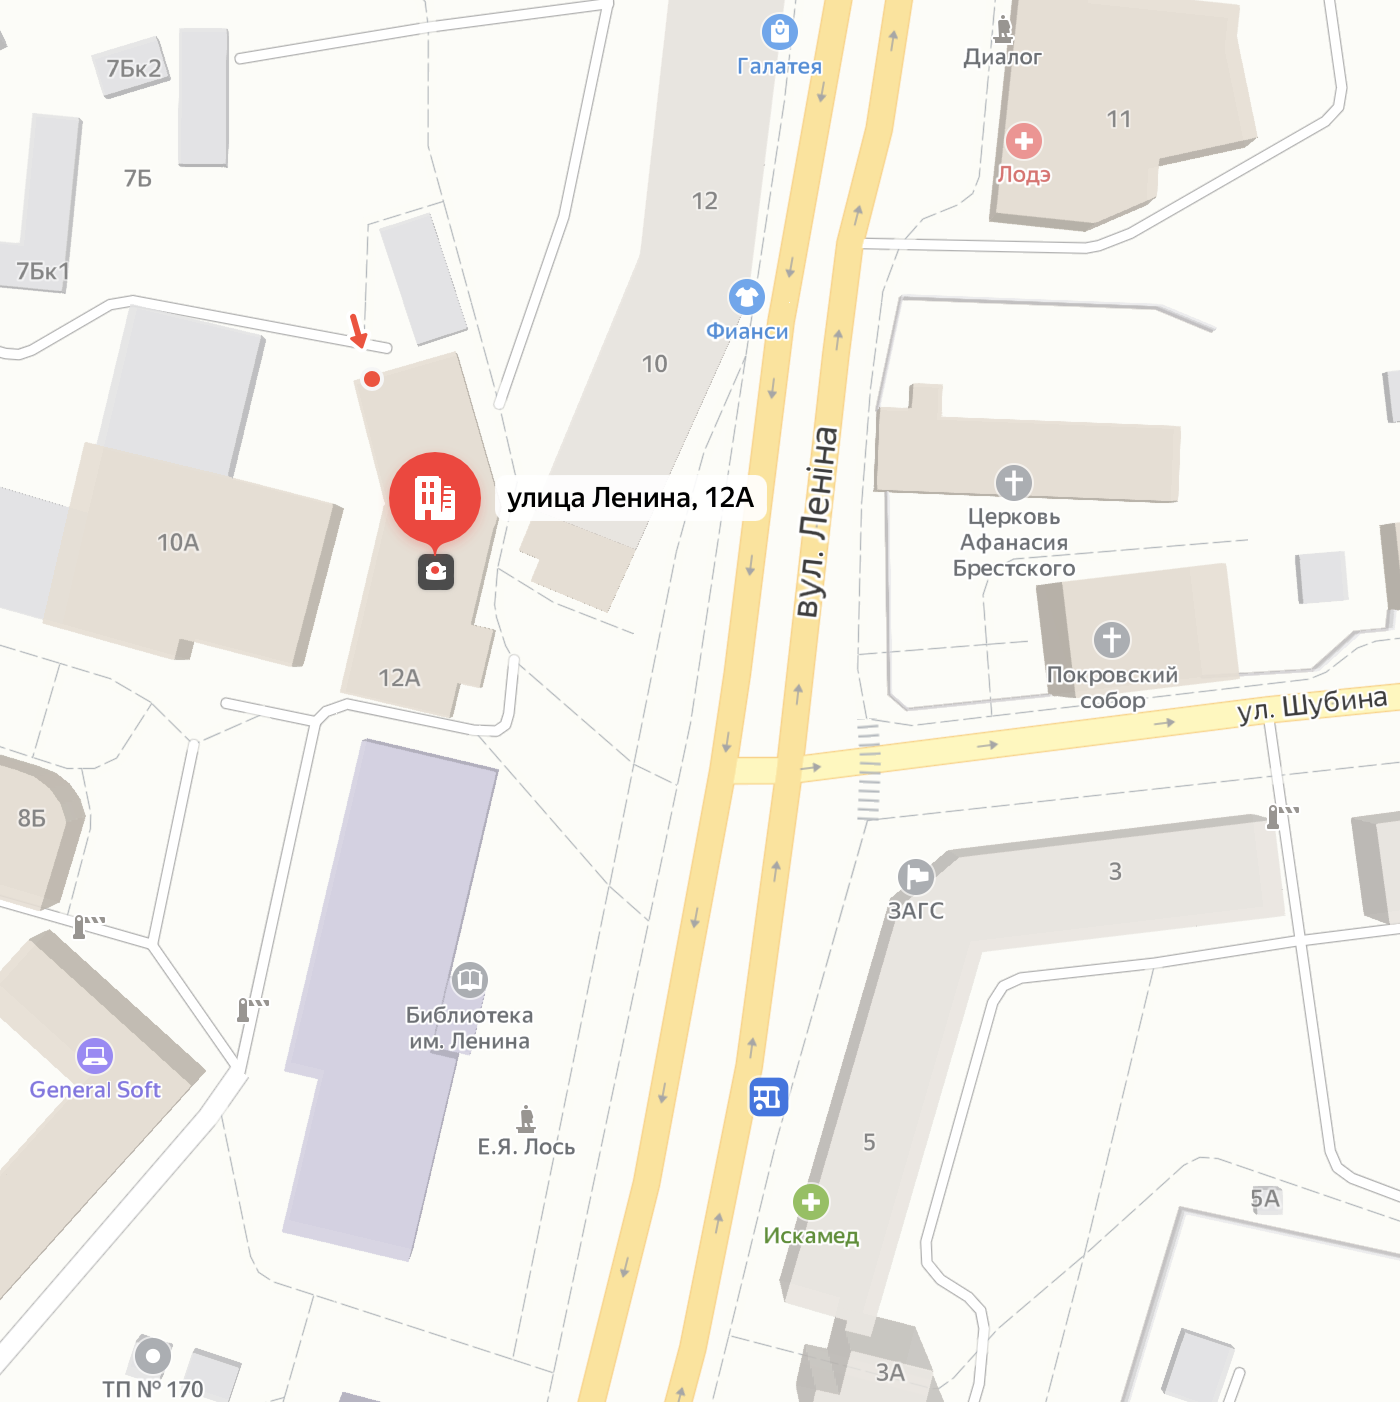 Галатея
Диалог
7Бк2
11
7Б
Лодэ
12
7Бк1
Фианси
10
вул. Леніна
улица Ленина, 12А
Церковь
Афанасия
Брестского
10А
12А
Покровский
собор
ул. Шубина
8Б
3
ЗАГС
Библиотека
им. Ленина
General Soft
Е.Я. Лось
5
5А
Искамед
3А
ТП № 170